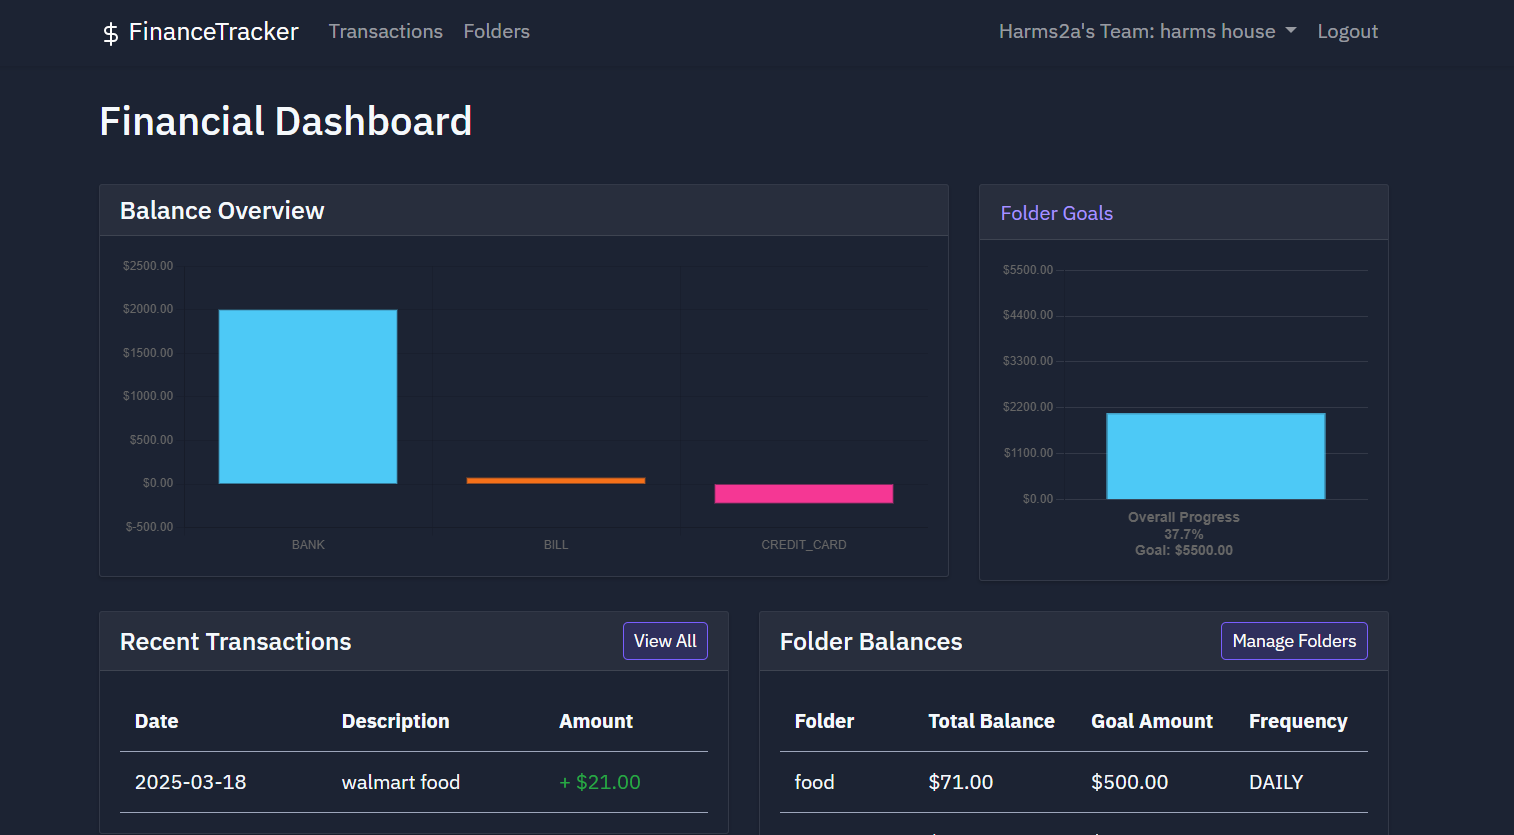 $ FinanceTracker Transactions Folders Harms2a's Team: harms house Logout
Financial Dashboard
Balance Overview
$2500.00
$2000.00
$1500.00
$1000.00
$500.00
$0.00
$-500.00
BANK BILL CREDIT_CARD
Folder Goals
$5500.00
$4400.00
$3300.00
$2200.00
$1100.00
$0.00
Overall Progress
37.7%
Goal: $5500.00
Recent Transactions View All
Date Description Amount
2025-03-18 walmart food + $21.00
Folder Balances Manage Folders
Folder Total Balance Goal Amount Frequency
food $71.00 $500.00 DAILY